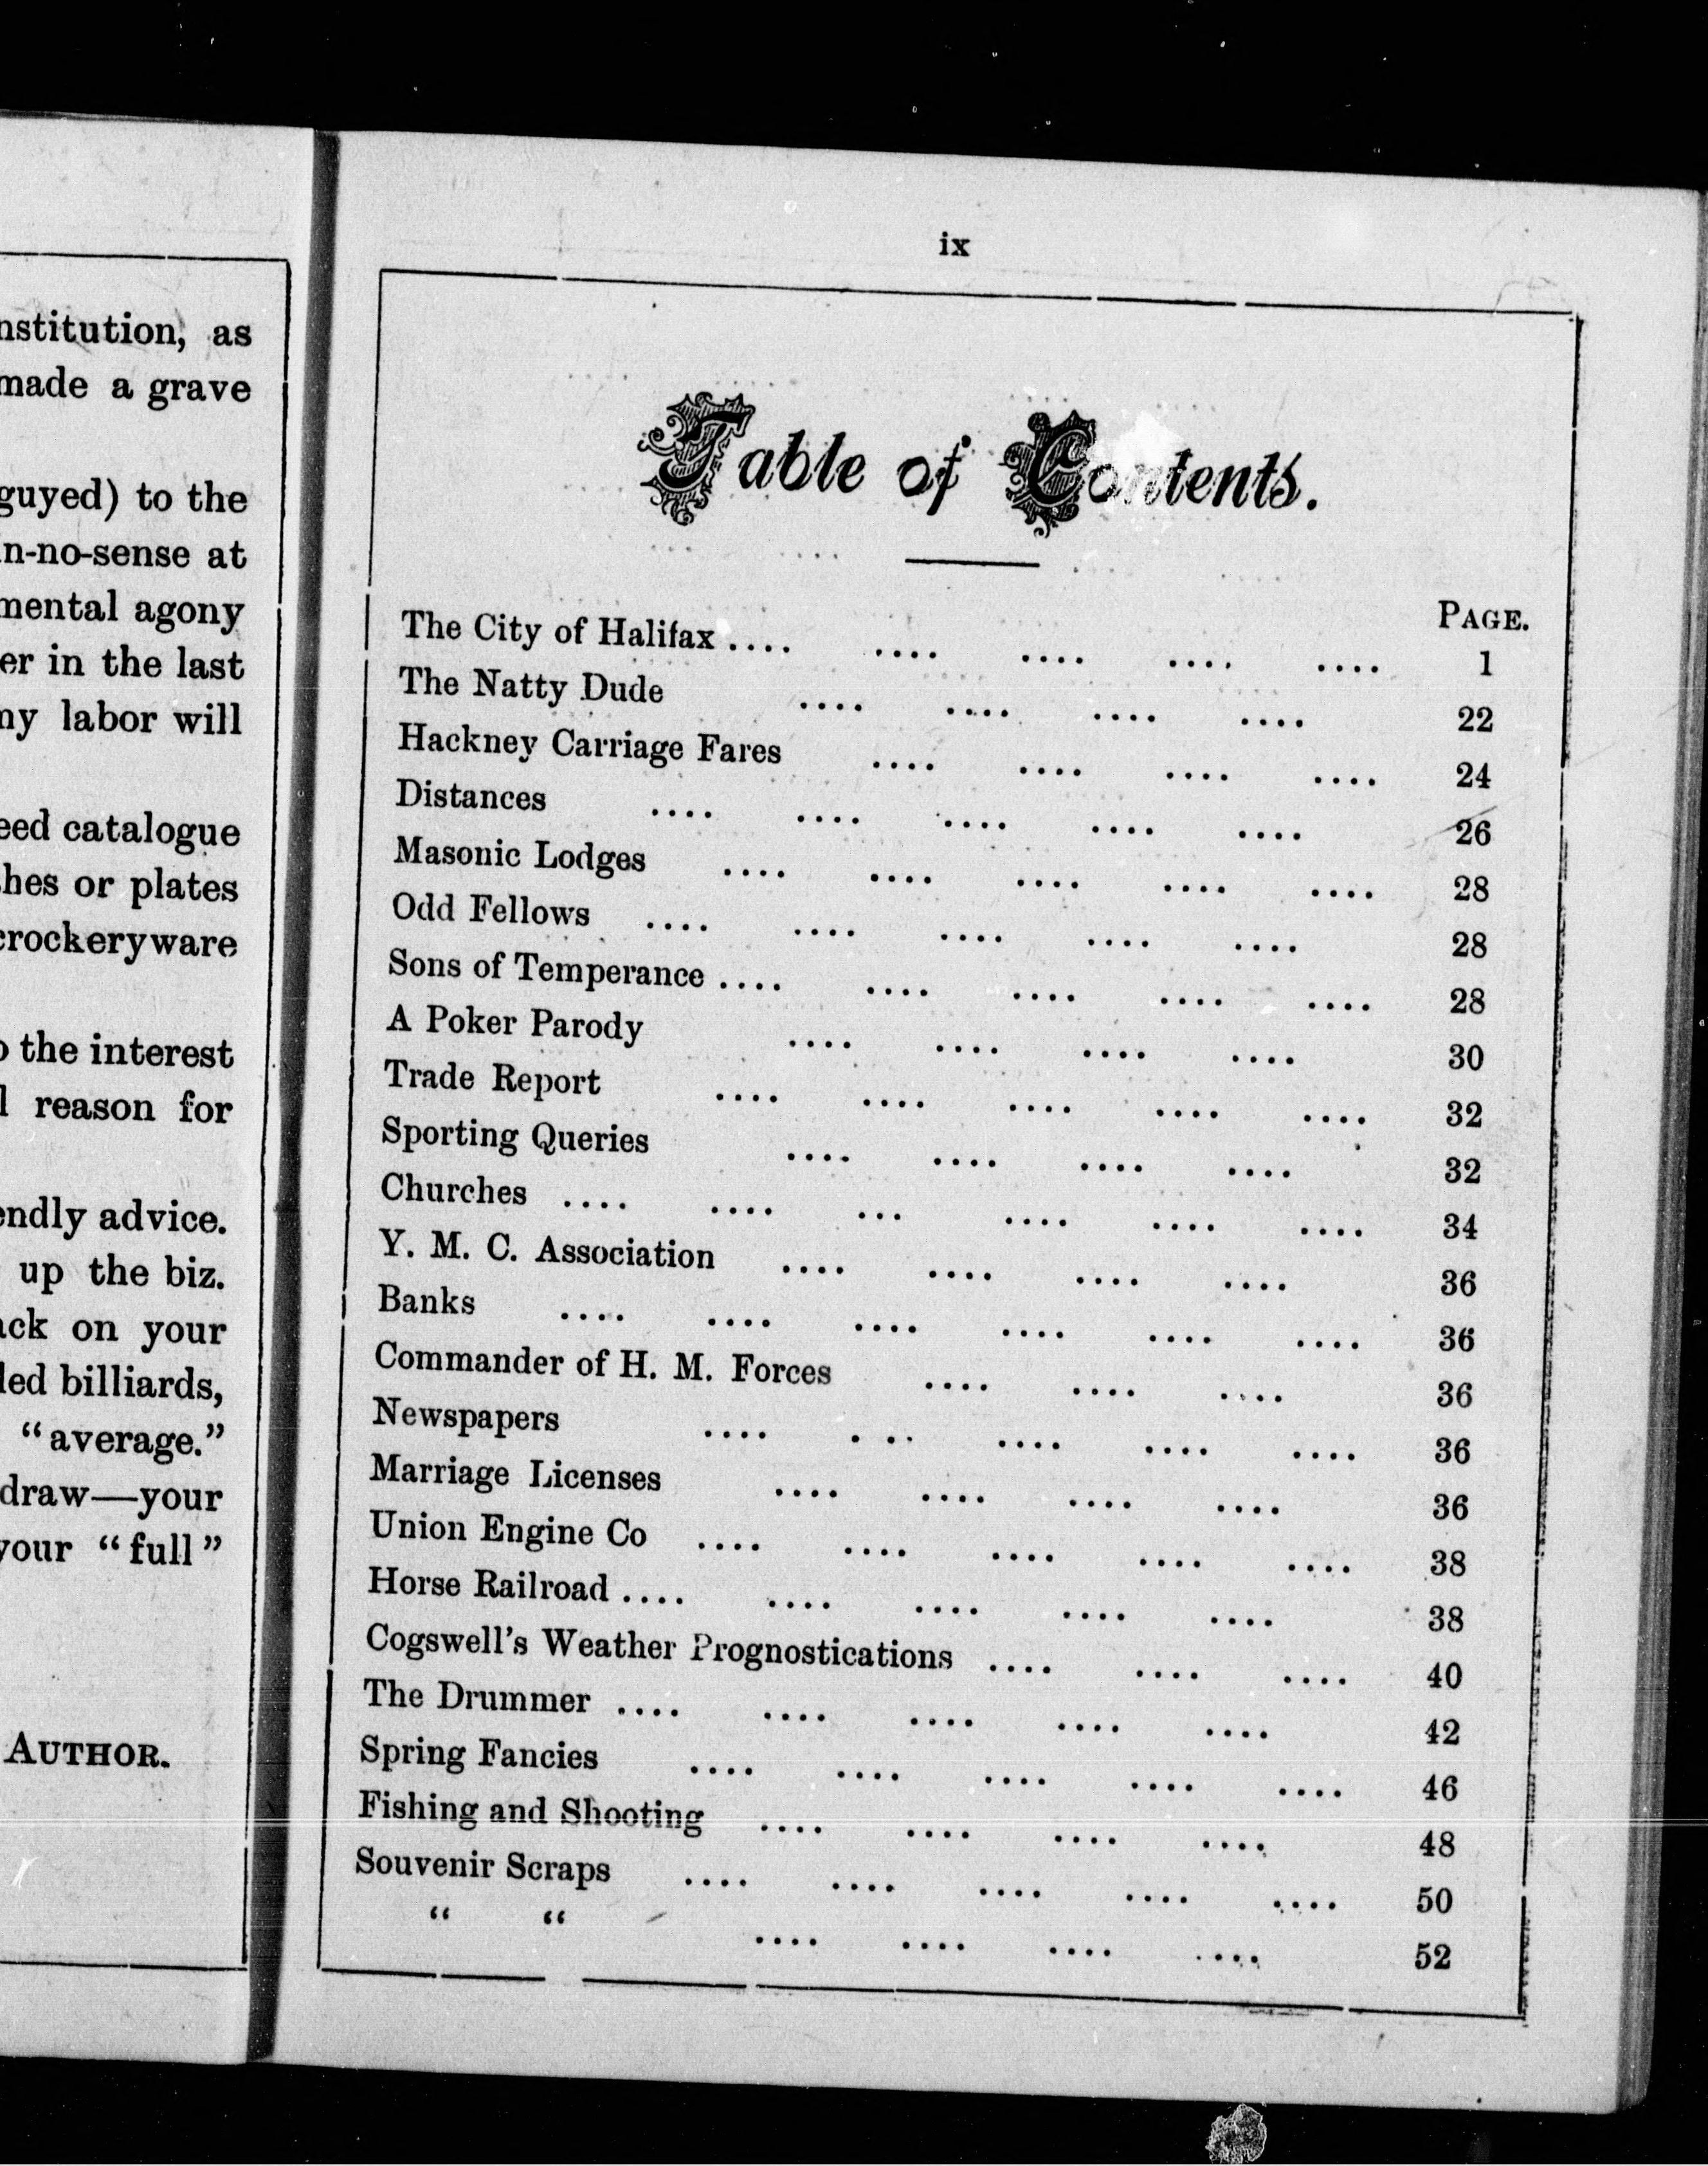 nstitution, as
made a grave
guyed) to the
in-no-sense at
mental agony
er in the last
my labor will
eed catalogue
hes or plates
crockeryware
o the interest
l reason for
endly advice.
up the biz.
ack on your
led billiards,
"average."
draw—your
your "full"
AUTHOR.
ix
Table of Contents.
PAGE.
The City of Halifax .... .... .... .... .... 1
The Natty Dude .... .... .... .... 22
Hackney Carriage Fares .... .... .... .... 24
Distances .... .... .... .... .... 26
Masonic Lodges .... .... .... .... .... 28
Odd Fellows .... .... .... .... .... 28
Sons of Temperance .... .... .... .... .... 28
A Poker Parody .... .... .... .... 30
Trade Report .... .... .... .... .... 32
Sporting Queries .... .... .... .... 32
Churches .... .... ... .... .... .... 34
Y. M. C. Association .... .... .... .... 36
Banks .... .... .... .... .... .... 36
Commander of H. M. Forces .... .... .... 36
Newspapers .... . .. .... .... .... 36
Marriage Licenses .... .... .... .... 36
Union Engine Co .... .... .... .... .... 38
Horse Railroad .... .... .... .... .... 38
Cogswell's Weather Prognostications .... .... .... 40
The Drummer .... .... .... .... .... 42
Spring Fancies .... .... .... .... .... 46
Fishing and Shooting .... .... .... .... 48
Souvenir Scraps .... .... .... .... .... 50
" " .... .... .... .... 52